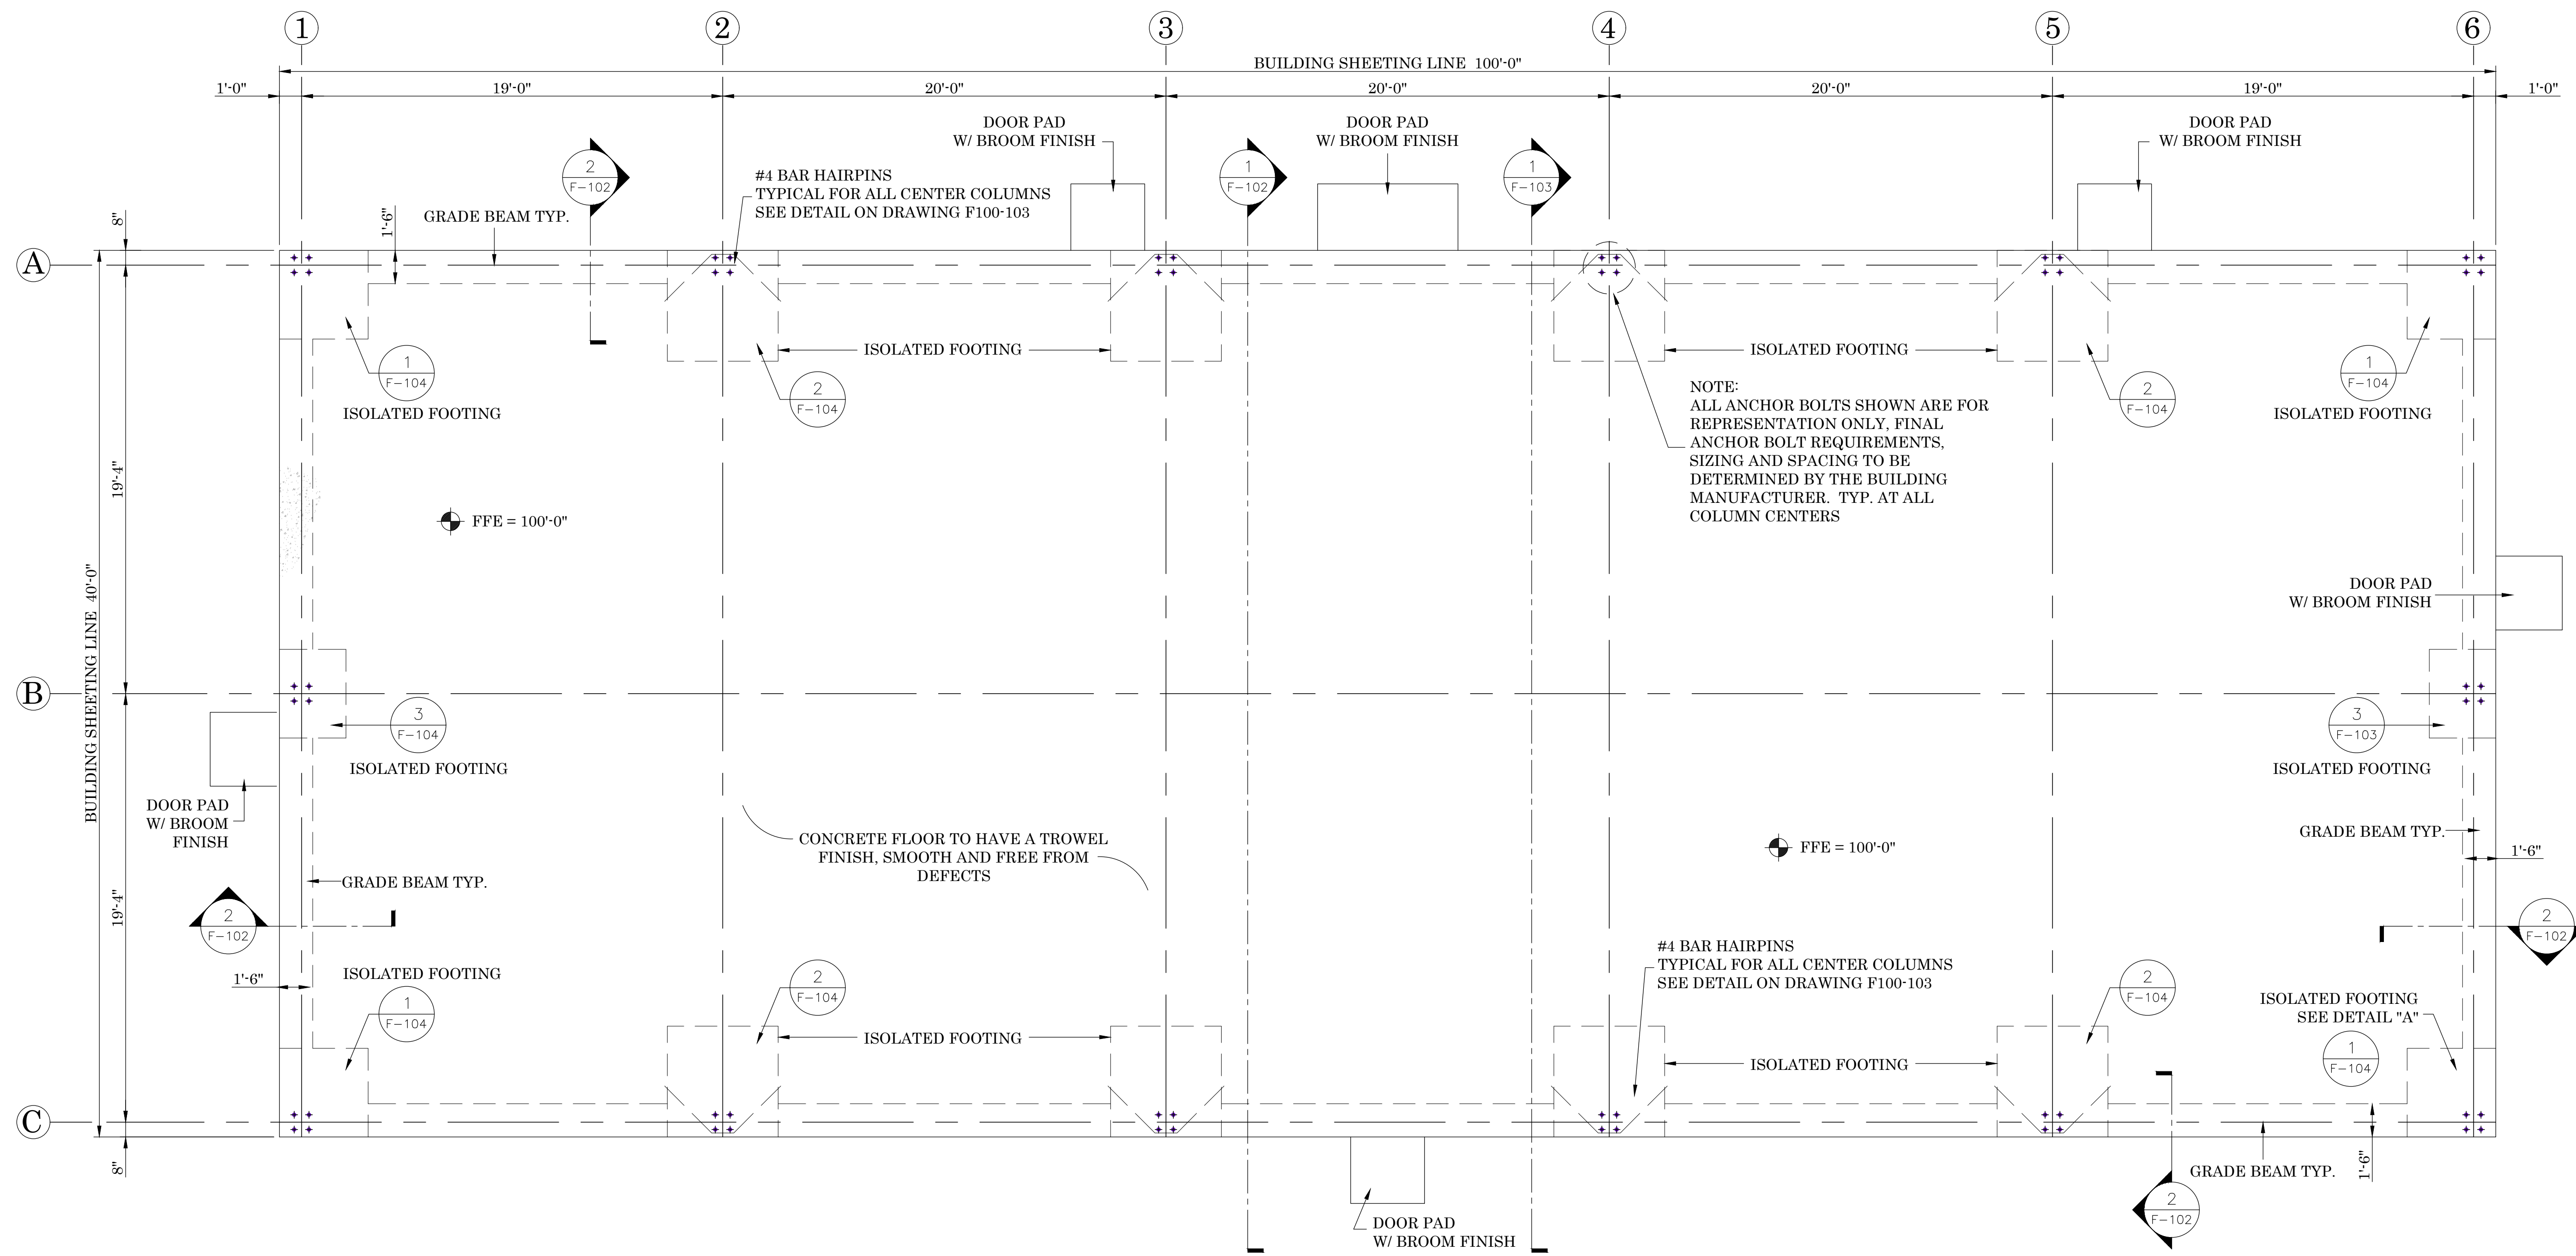 1
2
3
4
5
6
BUILDING SHEETING LINE 100'-0"
1'-0"
19'-0"
20'-0"
20'-0"
20'-0"
19'-0"
1'-0"
DOOR PAD
W/ BROOM FINISH
DOOR PAD
W/ BROOM FINISH
DOOR PAD
W/ BROOM FINISH
2
F-102
1
F-102
1
F-103
#4 BAR HAIRPINS
TYPICAL FOR ALL CENTER COLUMNS
SEE DETAIL ON DRAWING F100-103
8"
1'-6"
GRADE BEAM TYP.
A
ISOLATED FOOTING
ISOLATED FOOTING
1
F-104
ISOLATED FOOTING
2
F-104
2
F-104
1
F-104
ISOLATED FOOTING
NOTE:
ALL ANCHOR BOLTS SHOWN ARE FOR
REPRESENTATION ONLY, FINAL
ANCHOR BOLT REQUIREMENTS,
SIZING AND SPACING TO BE
DETERMINED BY THE BUILDING
MANUFACTURER. TYP. AT ALL
COLUMN CENTERS
19'-4"
FFE = 100'-0"
DOOR PAD
W/ BROOM FINISH
BUILDING SHEETING LINE 40'-0"
B
3
F-104
ISOLATED FOOTING
3
F-103
ISOLATED FOOTING
DOOR PAD
W/ BROOM
FINISH
CONCRETE FLOOR TO HAVE A TROWEL
FINISH, SMOOTH AND FREE FROM
DEFECTS
FFE = 100'-0"
GRADE BEAM TYP.
1'-6"
GRADE BEAM TYP.
19'-4"
2
F-102
2
F-102
#4 BAR HAIRPINS
TYPICAL FOR ALL CENTER COLUMNS
SEE DETAIL ON DRAWING F100-103
1'-6"
ISOLATED FOOTING
1
F-104
2
F-104
2
F-104
ISOLATED FOOTING
SEE DETAIL "A"
1
F-104
ISOLATED FOOTING
ISOLATED FOOTING
C
8"
1'-6"
GRADE BEAM TYP.
2
F-102
DOOR PAD
W/ BROOM FINISH